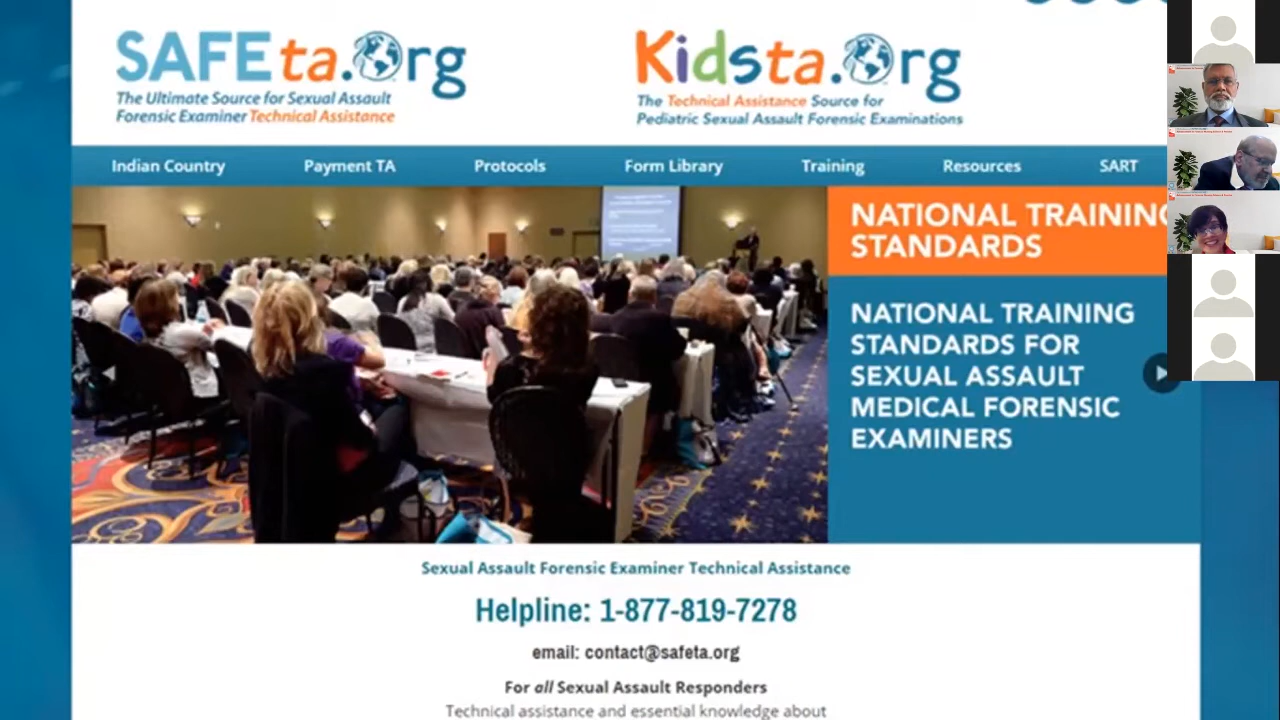 SAFEta.Org
The Ultimate Source for Sexual Assault
Forensic Examiner Technical Assistance
Kidsta.Org
The Technical Assistance Source for
Pediatric Sexual Assault Forensic Examinations
Indian Country Payment TA Protocols Form Library Training Resources SART
NATIONAL TRAINING
STANDARDS
NATIONAL TRAINING
STANDARDS FOR
SEXUAL ASSAULT
MEDICAL FORENSIC
EXAMINERS
Sexual Assault Forensic Examiner Technical Assistance
Helpline: 1-877-819-7278
email: contact@safeta.org
For all Sexual Assault Responders
Technical assistance and essential knowledge about